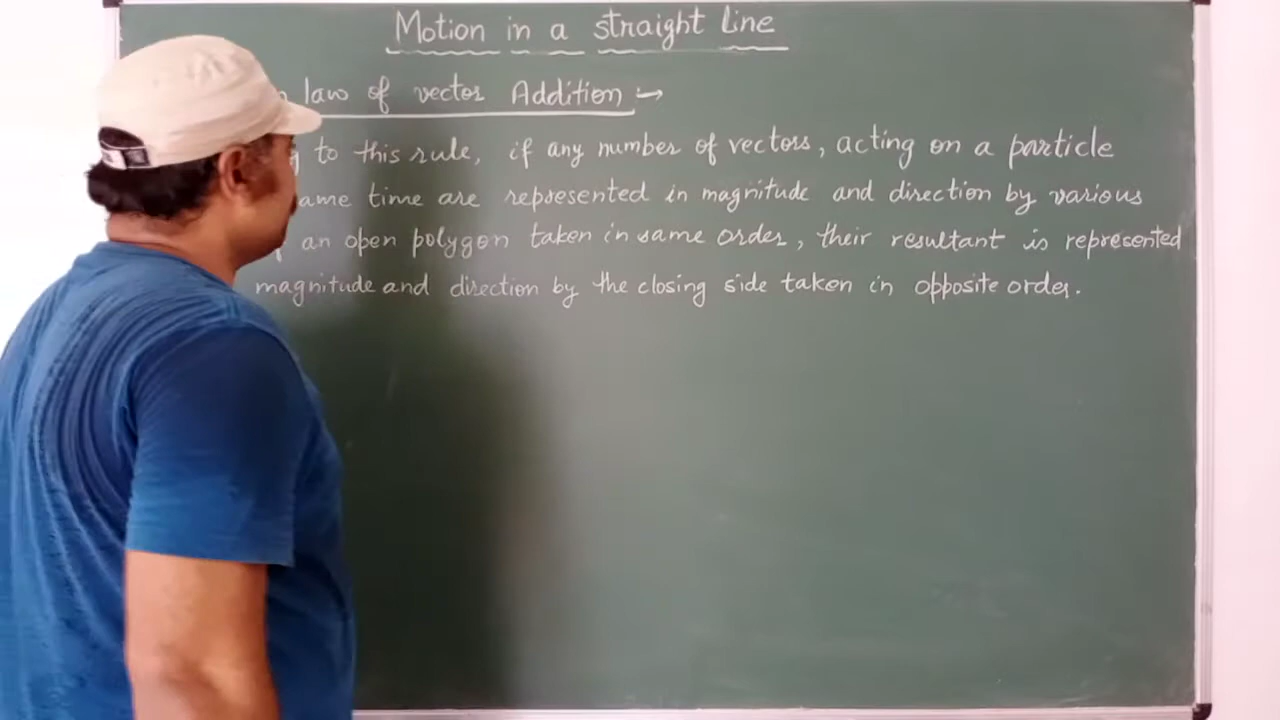 Motion in a straight Line
law of vector Addition :→
to this rule, if any number of vectors, acting on a particle
time are represented in magnitude and direction by various
an open polygon taken in same order, their resultant is represented
magnitude and direction by the closing side taken in opposite order.